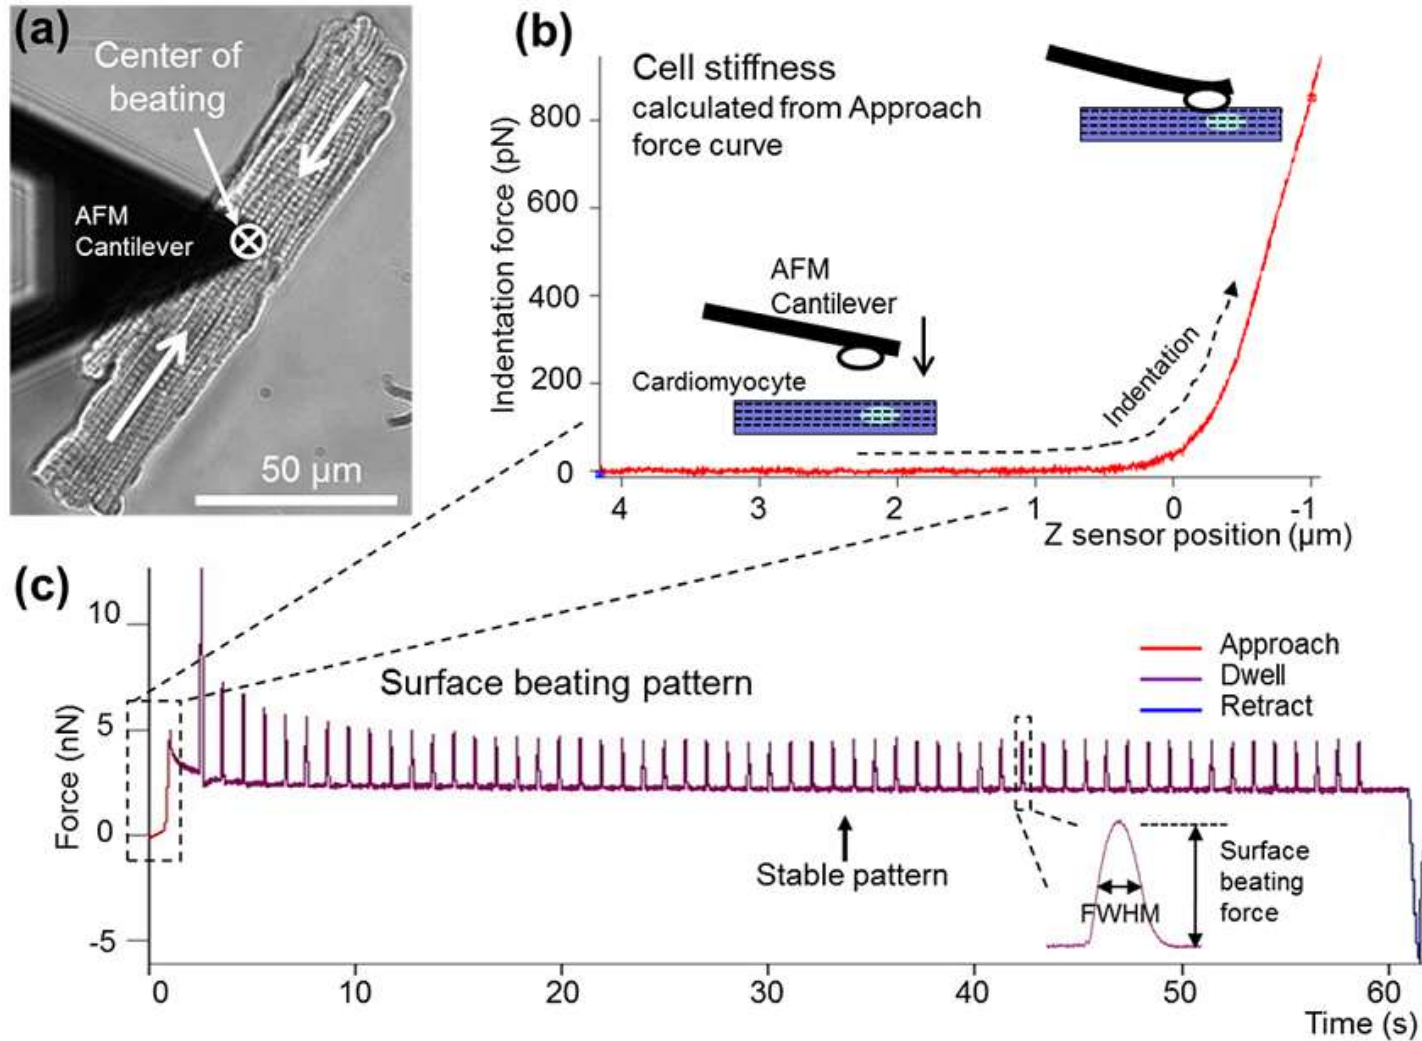 (a)
Center of
beating
AFM
Cantilever
50 μm
(b)
Cell stiffness
calculated from Approach
force curve
Indentation force (pN)
800
600
400
200
0
AFM
Cantilever
Cardiomyocyte
Indentation
4 3 2 1 0 -1
Z sensor position (μm)
(c)
Surface beating pattern
Approach
Dwell
Retract
Force (nN)
10
5
0
-5
Stable pattern
FWHM
Surface
beating
force
0 10 20 30 40 50 60
Time (s)